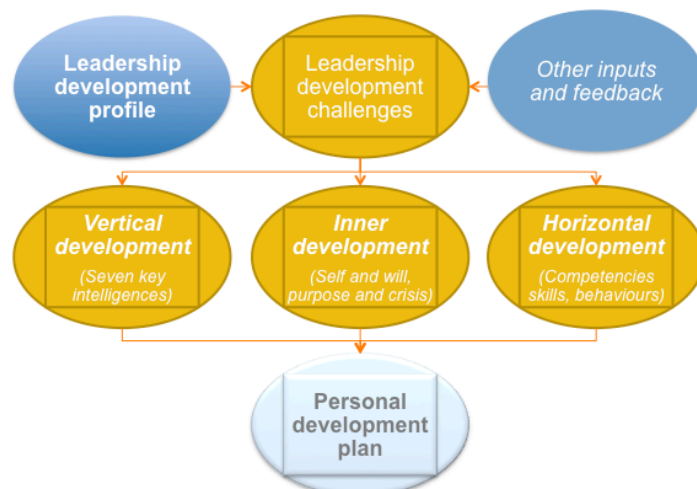 Leadership
development
profile
Leadership
development
challenges
Other inputs
and feedback
Vertical
development
(Seven key
intelligences)
Inner
development
(Self and will,
purpose and crisis)
Horizontal
development
(Competencies
skills, behaviours)
Personal
development
plan